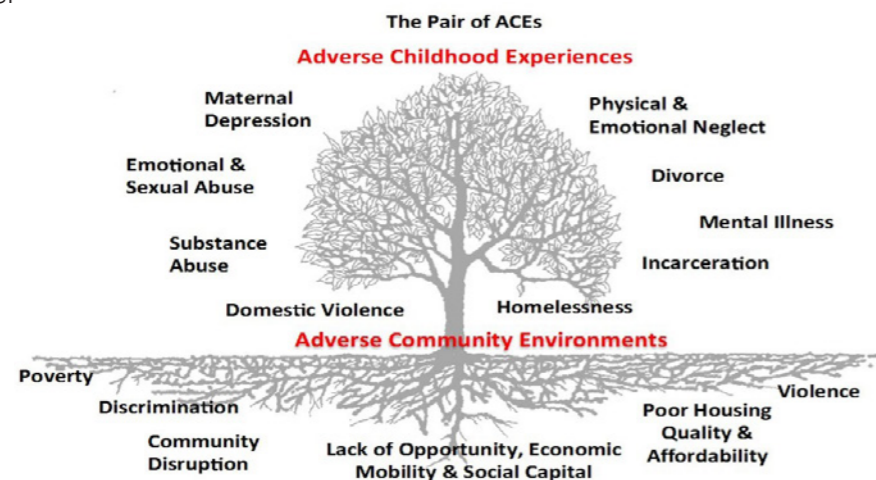 The Pair of ACEs
Adverse Childhood Experiences
Maternal
Depression
Physical &
Emotional Neglect
Emotional &
Sexual Abuse
Divorce
Mental Illness
Substance
Abuse
Incarceration
Domestic Violence
Homelessness
Adverse Community Environments
Poverty
Violence
Discrimination
Poor Housing
Quality &
Affordability
Community
Disruption
Lack of Opportunity, Economic
Mobility & Social Capital